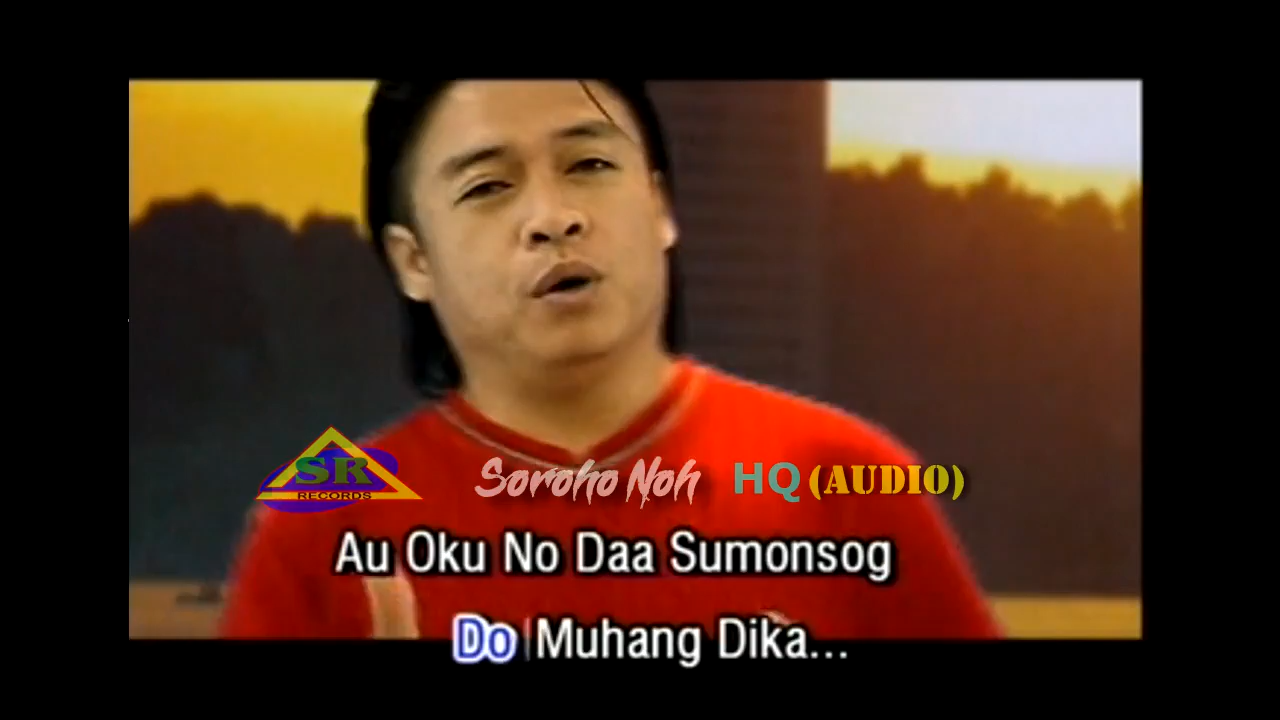 SR
RECORDS
Soroho Noh HQ (AUDIO)
Au Oku No Daa Sumonsog
Do Muhang Dika...